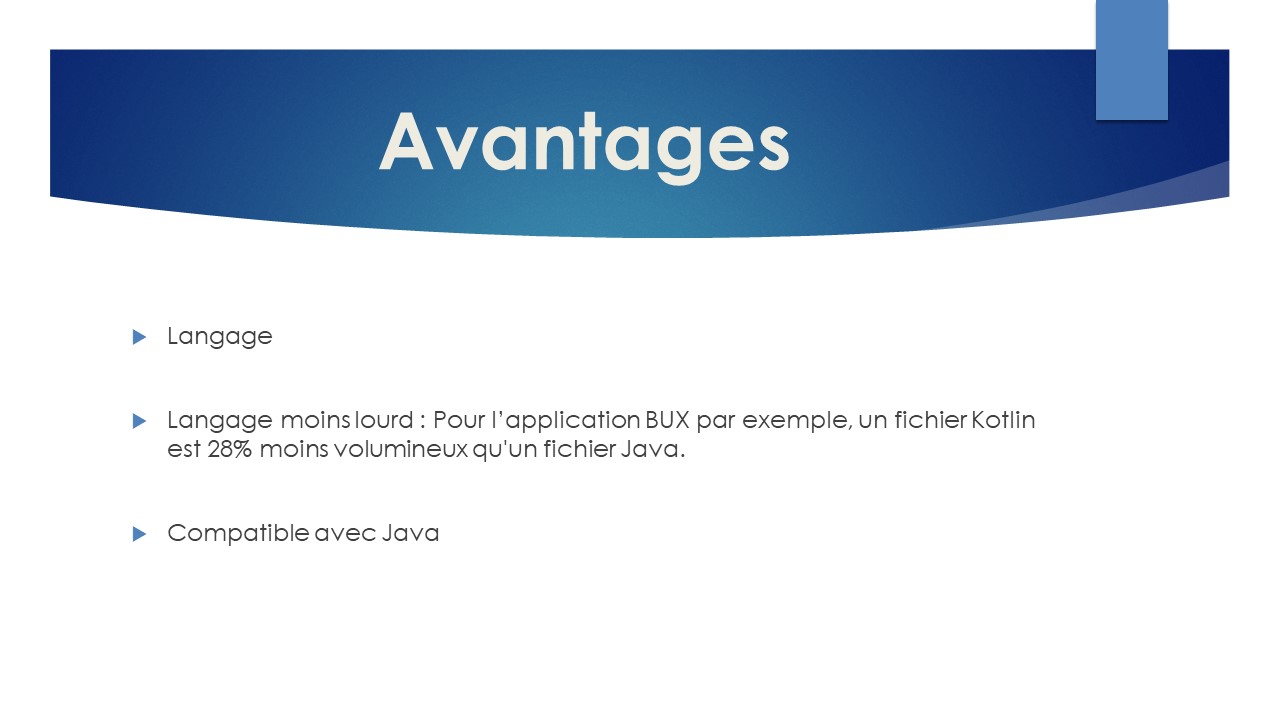 Avantages
Langage
Langage moins lourd : Pour l’application BUX par exemple, un fichier Kotlin
est 28% moins volumineux qu'un fichier Java.
Compatible avec Java